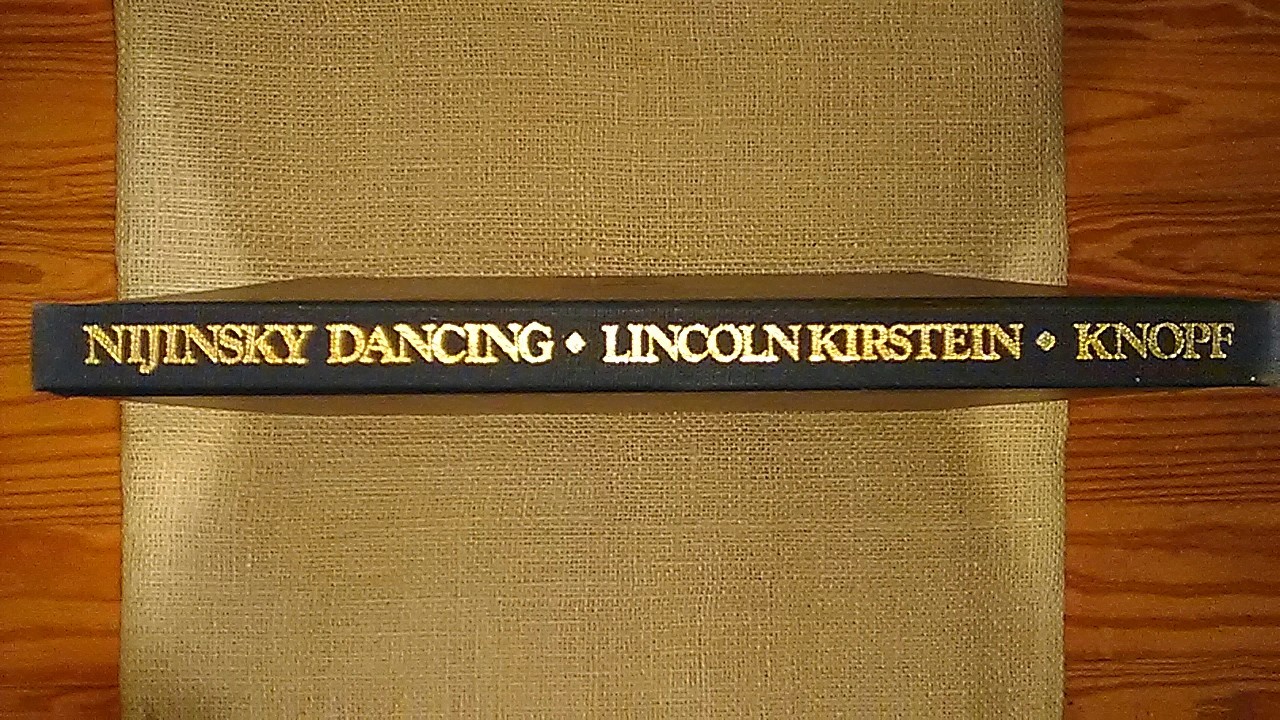 NIJINSKY DANCING ◆ LINCOLN KIRSTEIN ◆ KNOPF